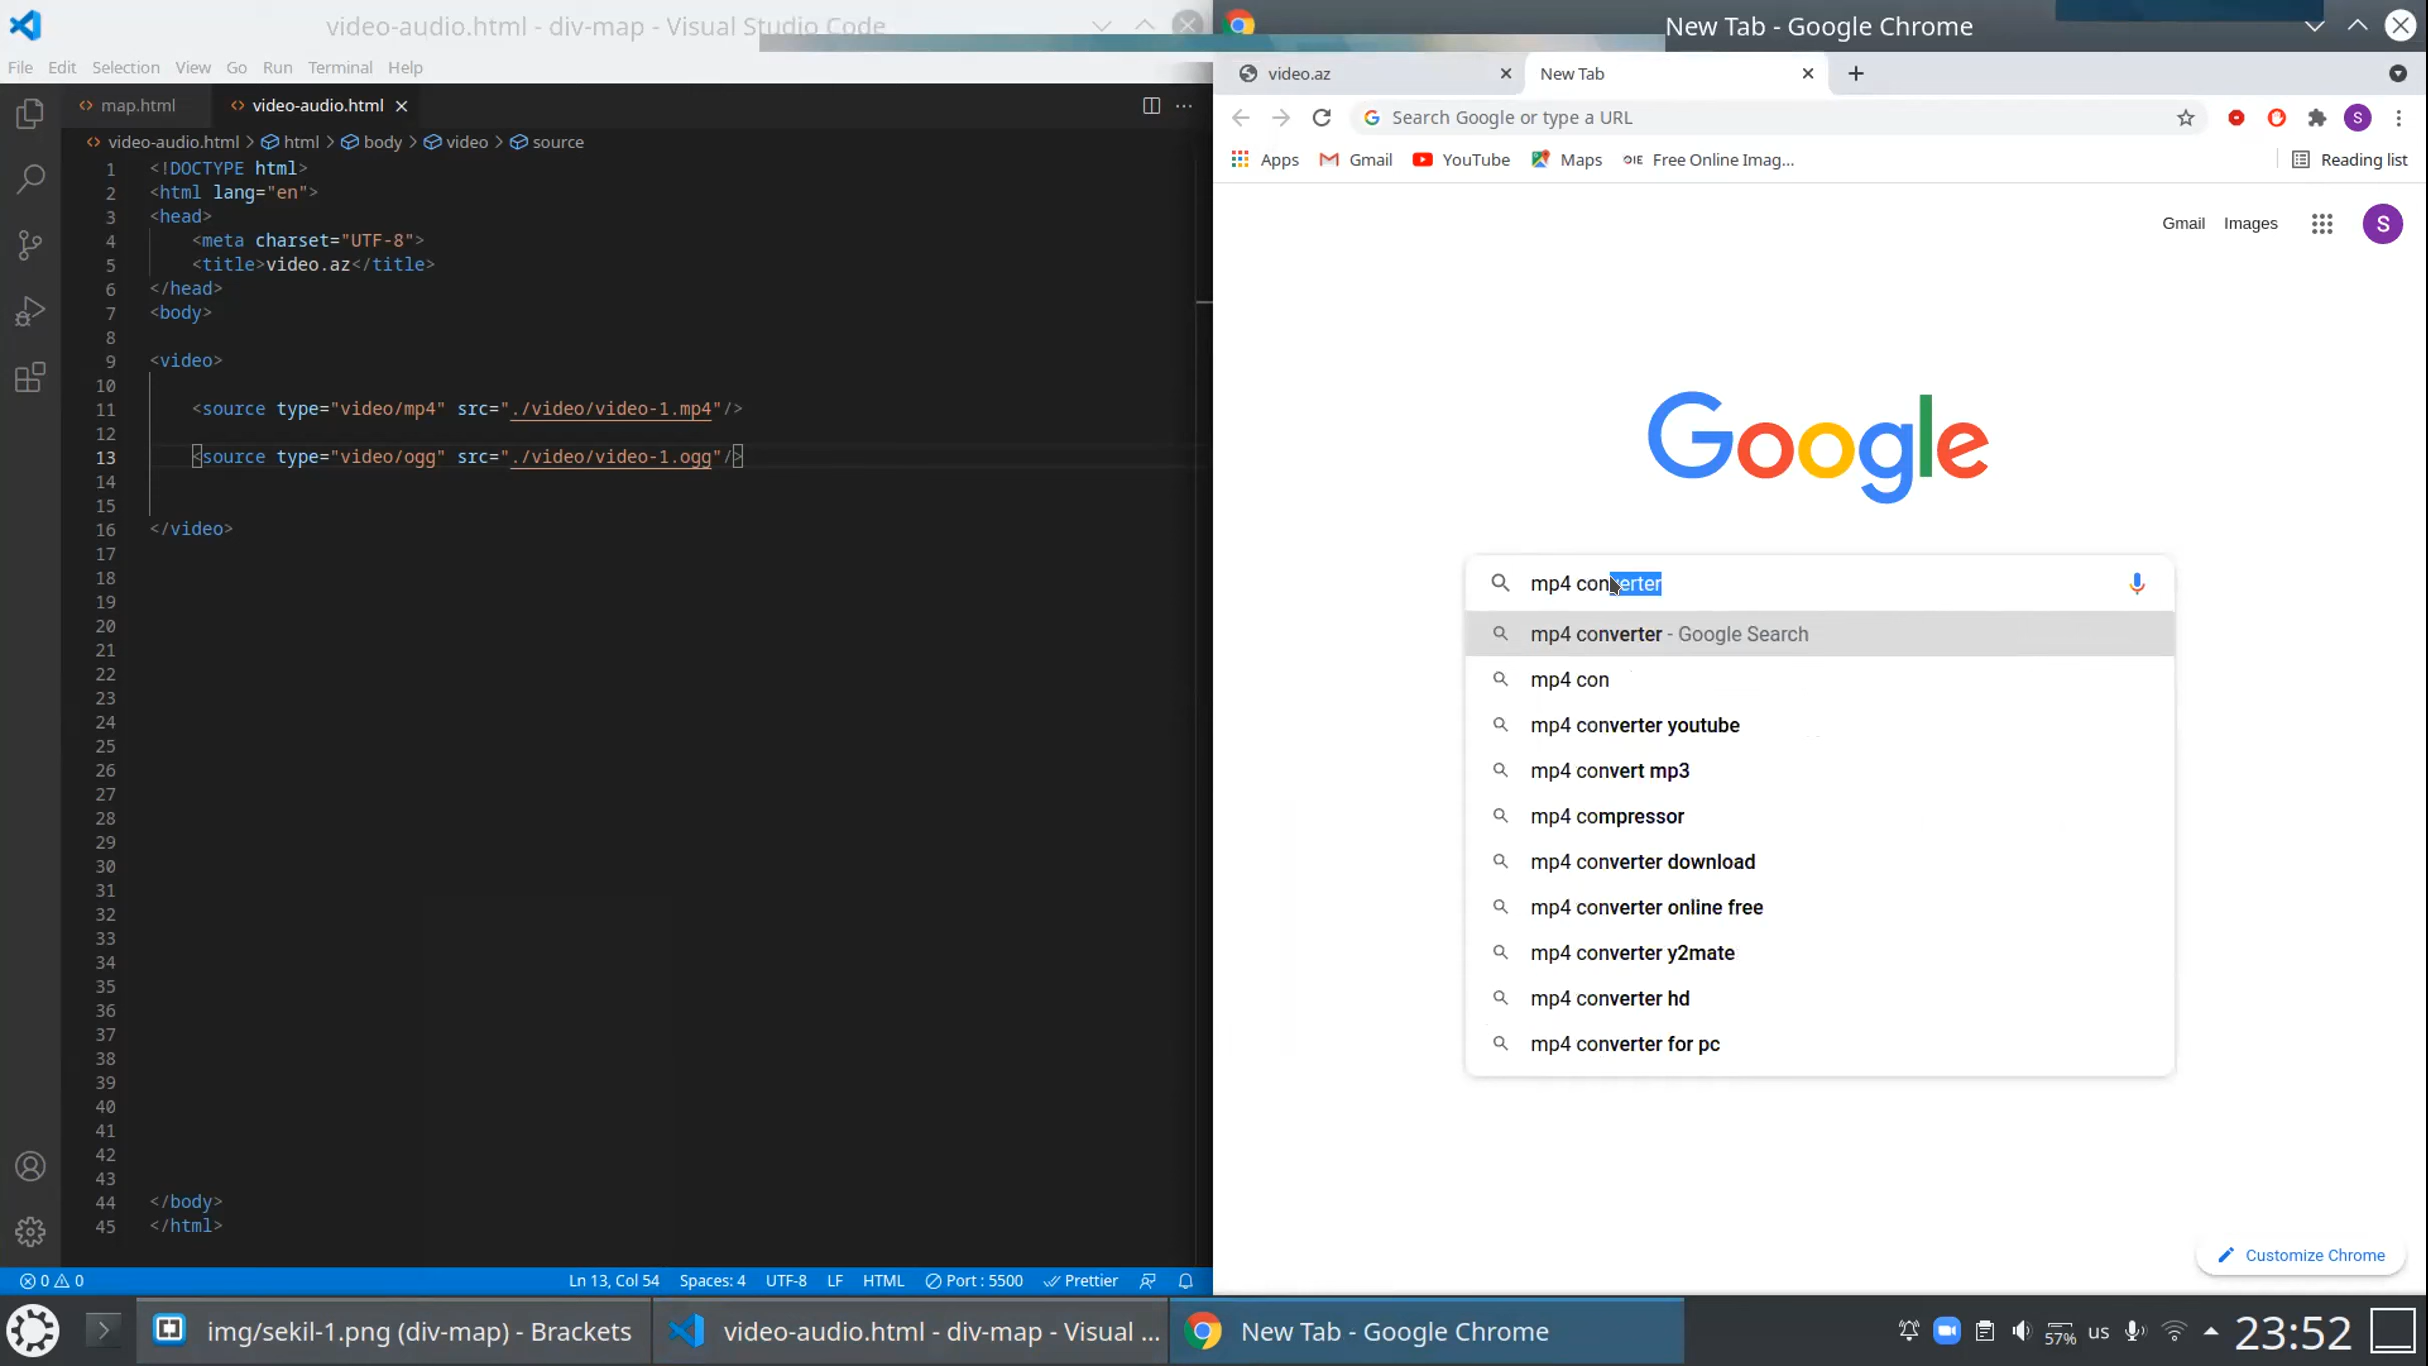 video-audio.html - div-map - Visual Studio Code
File Edit Selection View Go Run Terminal Help
map.html
video-audio.html
video-audio.html > html > body > video > source
1 <!DOCTYPE html>
2 <html lang="en">
3 <head>
4 <meta charset="UTF-8">
5 <title>video.az</title>
6 </head>
7 <body>
8
9 <video>
10
11 <source type="video/mp4" src="./video/video-1.mp4"/>
12
13 <source type="video/ogg" src="./video/video-1.ogg"/>
14
15
16 </video>
17
18
19
20
21
22
23
24
25
26
27
28
29
30
31
32
33
34
35
36
37
38
39
40
41
42
43
44 </body>
45 </html>
0 0 Ln 13, Col 54 Spaces: 4 UTF-8 LF HTML Port : 5500 Prettier
New Tab - Google Chrome
video.az
New Tab
Search Google or type a URL
S
Apps Gmail YouTube Maps OIE Free Online Imag... Reading list
Gmail Images S
Google
mp4 converter
mp4 converter - Google Search
mp4 con
mp4 converter youtube
mp4 convert mp3
mp4 compressor
mp4 converter download
mp4 converter online free
mp4 converter y2mate
mp4 converter hd
mp4 converter for pc
Customize Chrome
img/sekil-1.png (div-map) - Brackets
video-audio.html - div-map - Visual ...
New Tab - Google Chrome
57% us 23:52